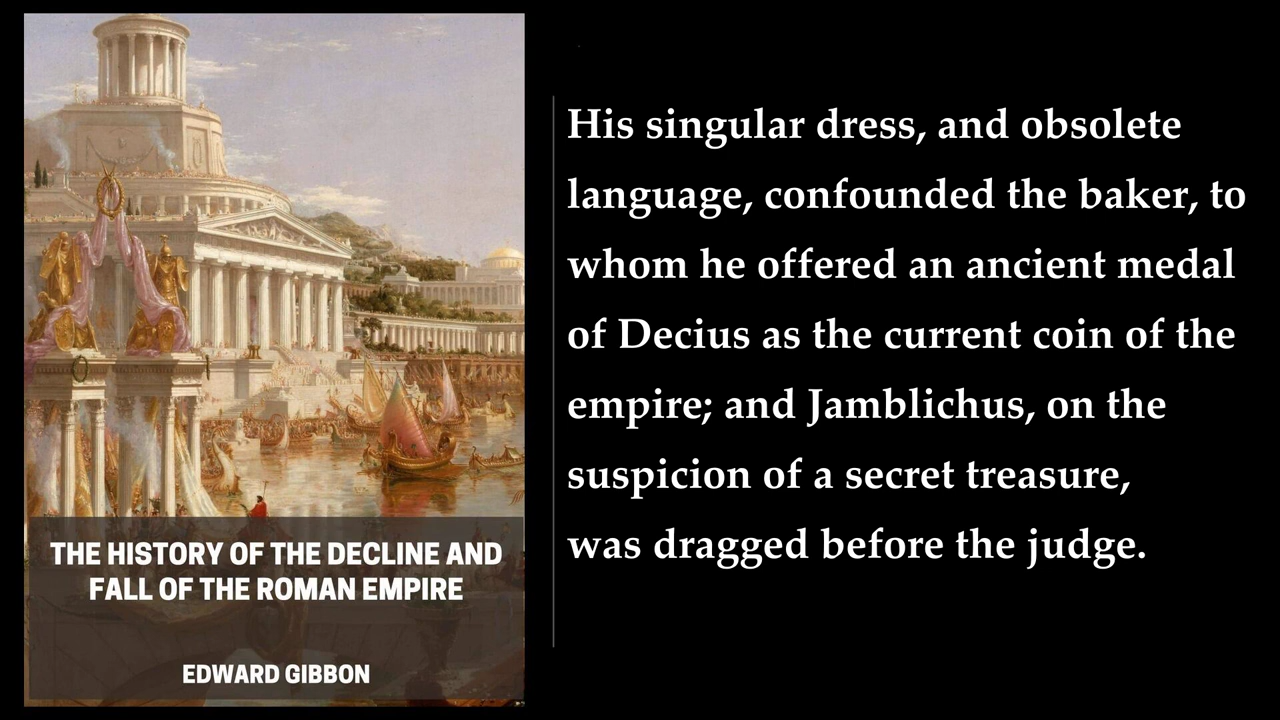 THE HISTORY OF THE DECLINE AND
FALL OF THE ROMAN EMPIRE
EDWARD GIBBON
His singular dress, and obsolete
language, confounded the baker, to
whom he offered an ancient medal
of Decius as the current coin of the
empire; and Jamblichus, on the
suspicion of a secret treasure,
was dragged before the judge.